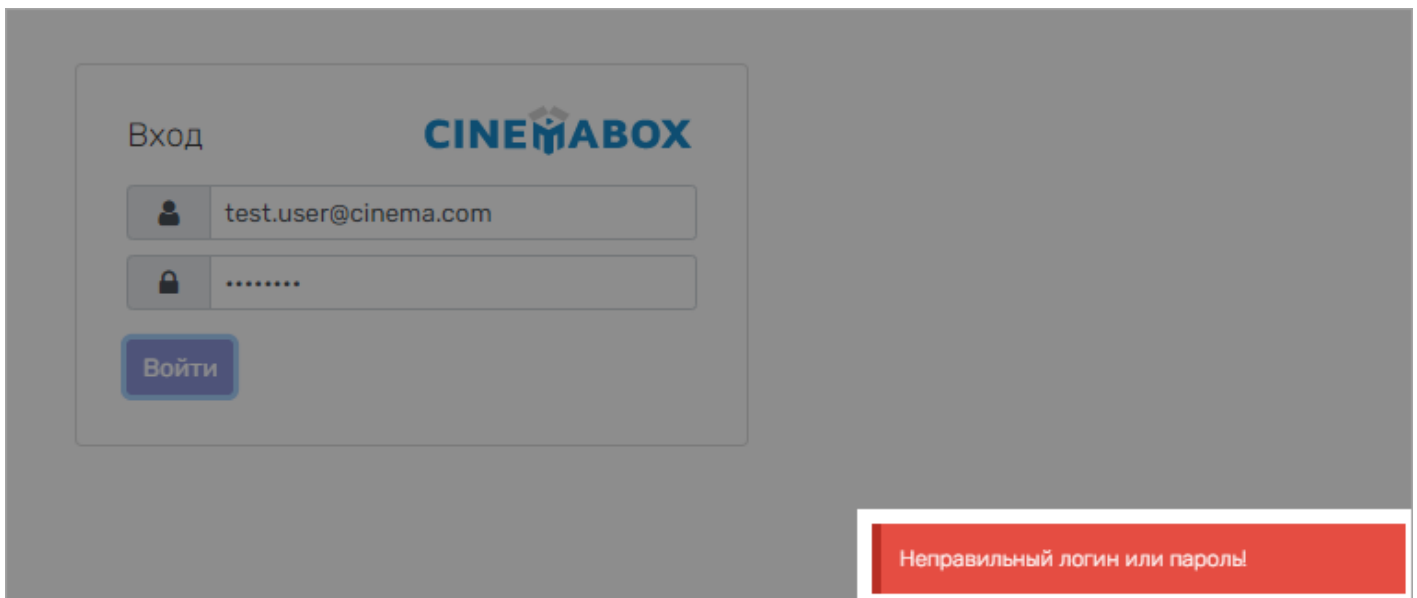 Вход
CINEMABOX
test.user@cinema.com
••••••••
Войти
Неправильный логин или пароль!